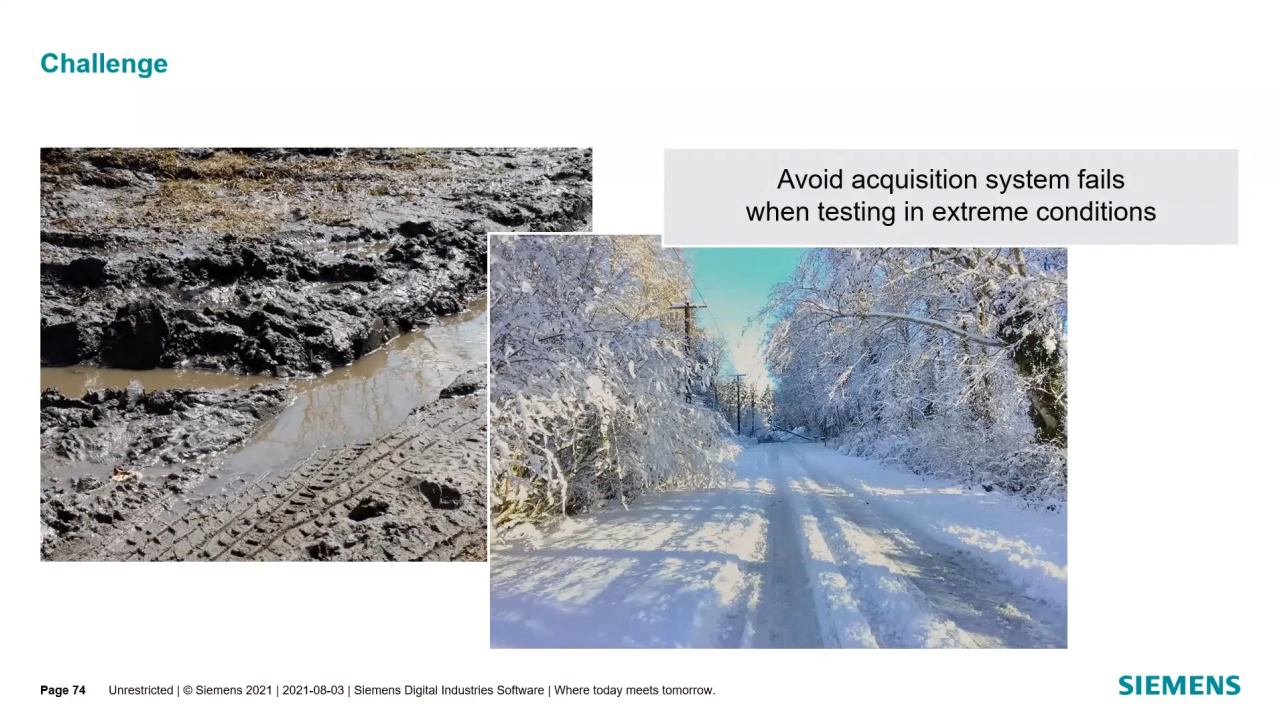 Challenge
Avoid acquisition system fails
when testing in extreme conditions
Page 74 Unrestricted | © Siemens 2021 | 2021-08-03 | Siemens Digital Industries Software | Where today meets tomorrow.
SIEMENS